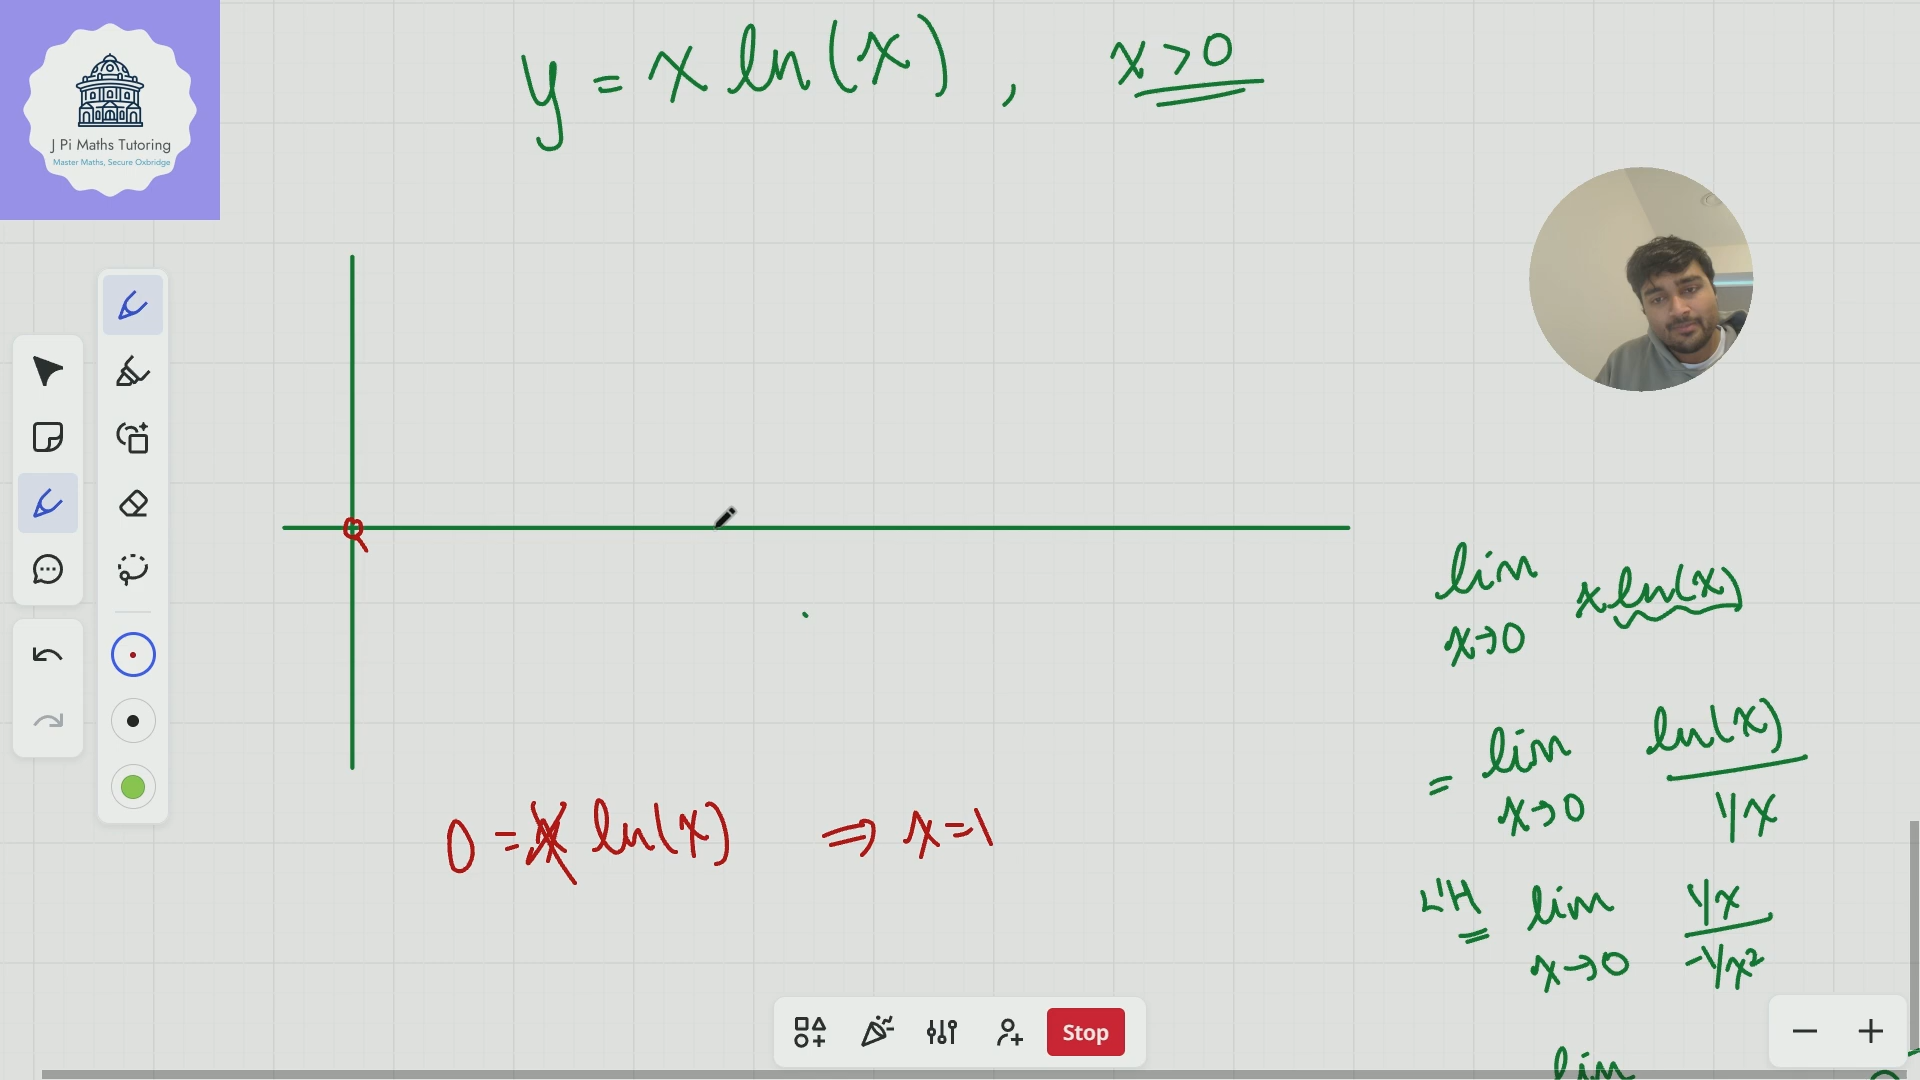 J Pi Maths Tutoring
Master Maths, Secure Oxbridge
y = x ln(x) , x>0
lim x ln(x)
x→0
= lim ln(x)
x→0 1/x
0 = x ln(x) ⇒ x=1
L'H
= lim 1/x
x→0 -1/x²
Stop
lim